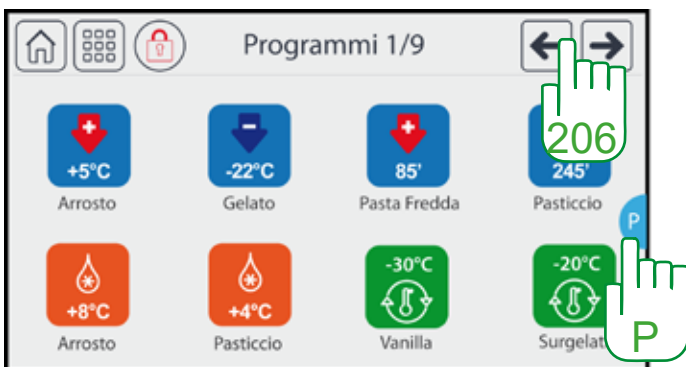 Programmi 1/9
206
+5°C
-22°C
85'
245'
Arrosto
Gelato
Pasta Fredda
Pasticcio
P
+8°C
+4°C
-30°C
-20°C
Arrosto
Pasticcio
Vanilla
Surgelat
P